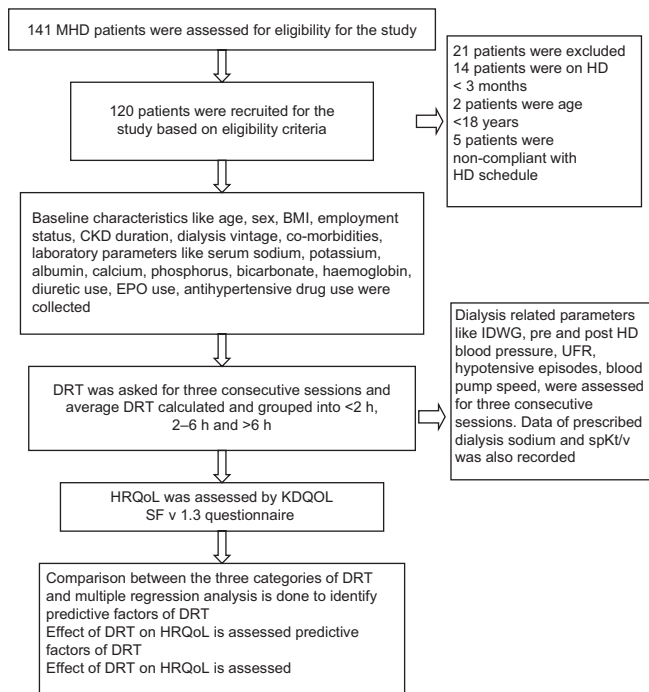 141 MHD patients were assessed for eligibility for the study
21 patients were excluded
14 patients were on HD
< 3 months
2 patients were age
<18 years
5 patients were
non-compliant with
HD schedule
120 patients were recruited for the
study based on eligibility criteria
Baseline characteristics like age, sex, BMI, employment
status, CKD duration, dialysis vintage, co-morbidities,
laboratory parameters like serum sodium, potassium,
albumin, calcium, phosphorus, bicarbonate, haemoglobin,
diuretic use, EPO use, antihypertensive drug use were
collected
Dialysis related parameters
like IDWG, pre and post HD
blood pressure, UFR,
hypotensive episodes, blood
pump speed, were assessed
for three consecutive
sessions. Data of prescribed
dialysis sodium and spKt/v
was also recorded
DRT was asked for three consecutive sessions and
average DRT calculated and grouped into <2 h,
2–6 h and >6 h
HRQoL was assessed by KDQOL
SF v 1.3 questionnaire
Comparison between the three categories of DRT
and multiple regression analysis is done to identify
predictive factors of DRT
Effect of DRT on HRQoL is assessed predictive
factors of DRT
Effect of DRT on HRQoL is assessed